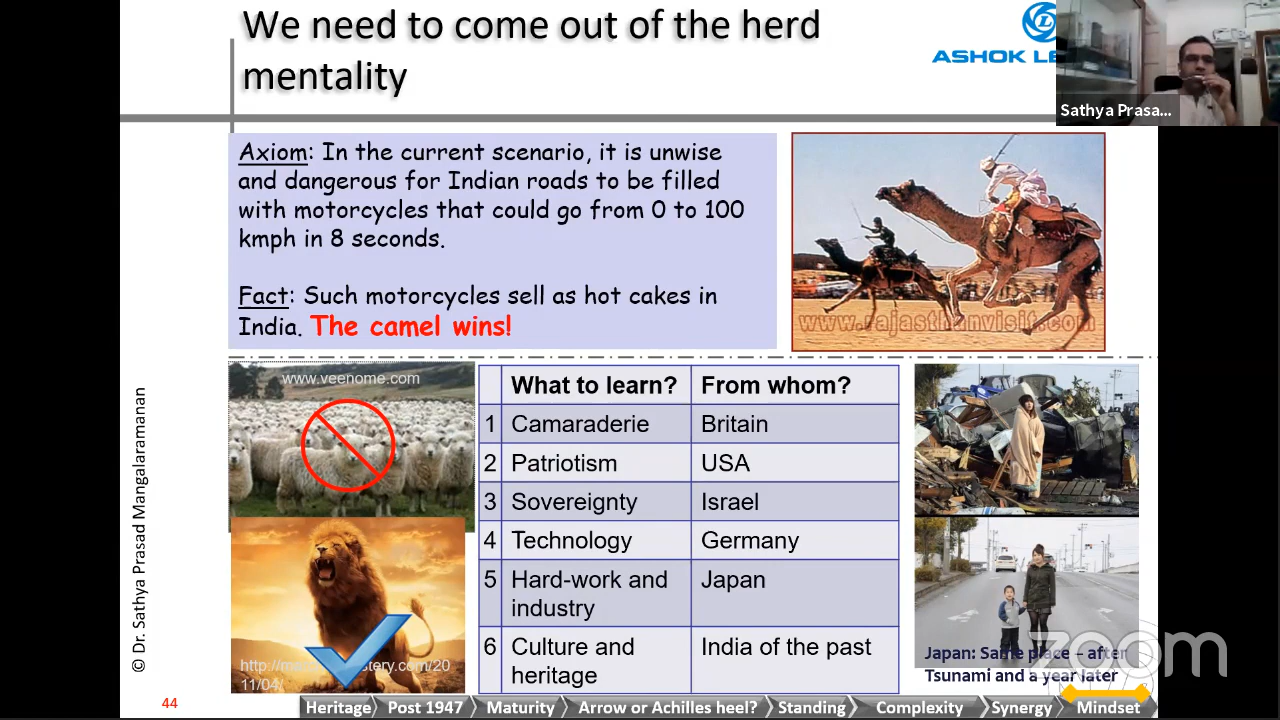 We need to come out of the herd
mentality
ASHOK LE
Sathya Prasa...
Axiom: In the current scenario, it is unwise
and dangerous for Indian roads to be filled
with motorcycles that could go from 0 to 100
kmph in 8 seconds.
Fact: Such motorcycles sell as hot cakes in
India. The camel wins!
www.rajasthanvisit.com
www.veenome.com
What to learn? From whom?
1 Camaraderie Britain
2 Patriotism USA
3 Sovereignty Israel
4 Technology Germany
5 Hard-work and Japan
industry
6 Culture and India of the past
heritage
11/04/
Japan: Same place – after
Tsunami and a year later
zoom
© Dr. Sathya Prasad Mangalaramanan
44
Heritage Post 1947 Maturity Arrow or Achilles heel? Standing Complexity Synergy Mindset